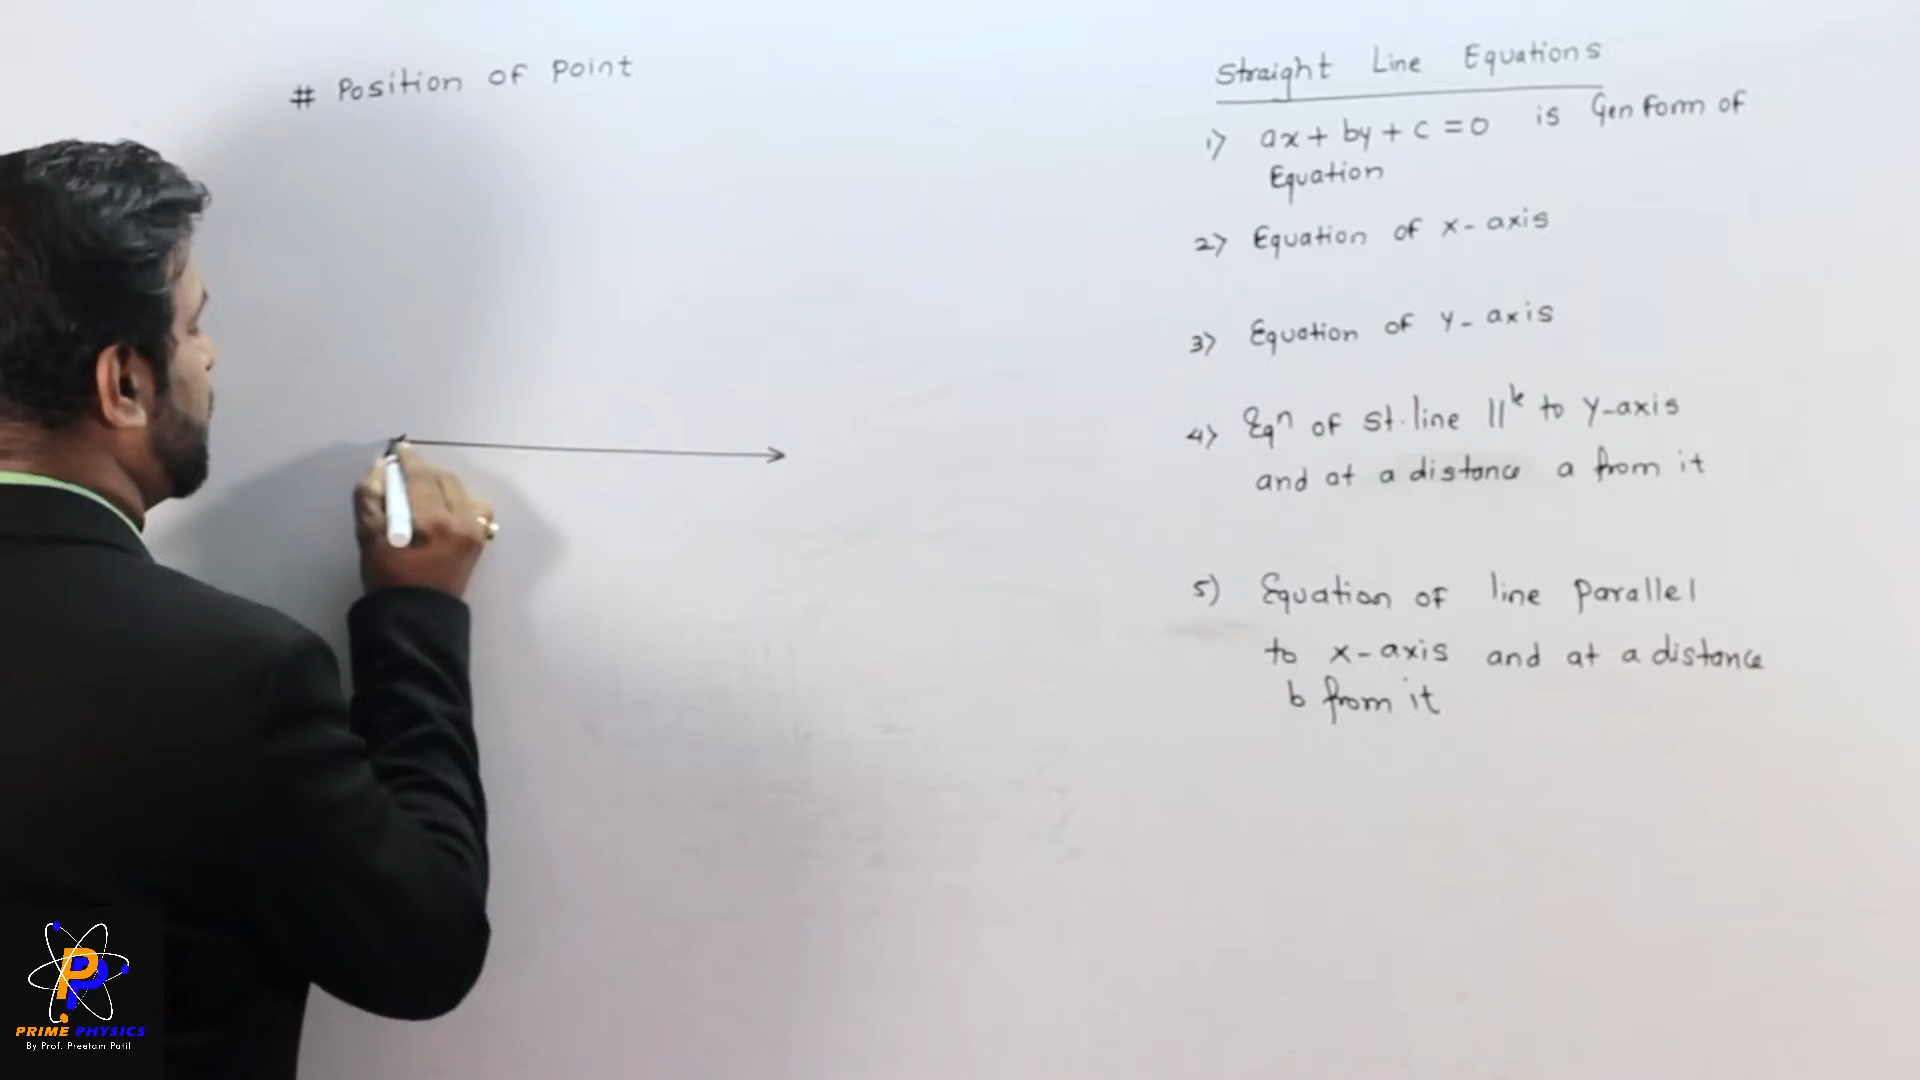 # Position of Point
Straight Line Equations
1) ax + by + c = 0 is Gen form of
Equation
2) Equation of x-axis
3) Equation of y-axis
4) Eqⁿ of st. line ||ˡ to y-axis
and at a distance a from it
5) Equation of line parallel
to x-axis and at a distance
b from it
PRIME PHYSICS
By Prof. Preetam Patil